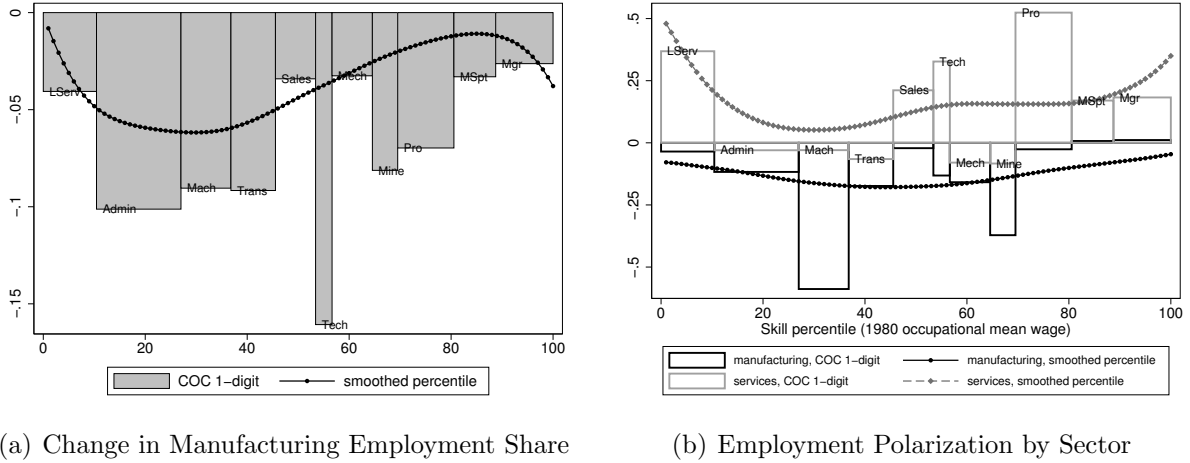 0
−.05
−.1
−.15
LServ
Admin
Mach
Trans
Sales
Tech
Mech
Mine
Pro
MSpt
Mgr
0 20 40 60 80 100
COC 1−digit smoothed percentile
(a) Change in Manufacturing Employment Share
.5
.25
0
−.25
−.5
LServ
Admin
Mach
Trans
Sales
Tech
Mech
Mine
Pro
MSpt
Mgr
0 20 40 60 80 100
Skill percentile (1980 occupational mean wage)
manufacturing, COC 1−digit manufacturing, smoothed percentile
services, COC 1−digit services, smoothed percentile
(b) Employment Polarization by Sector